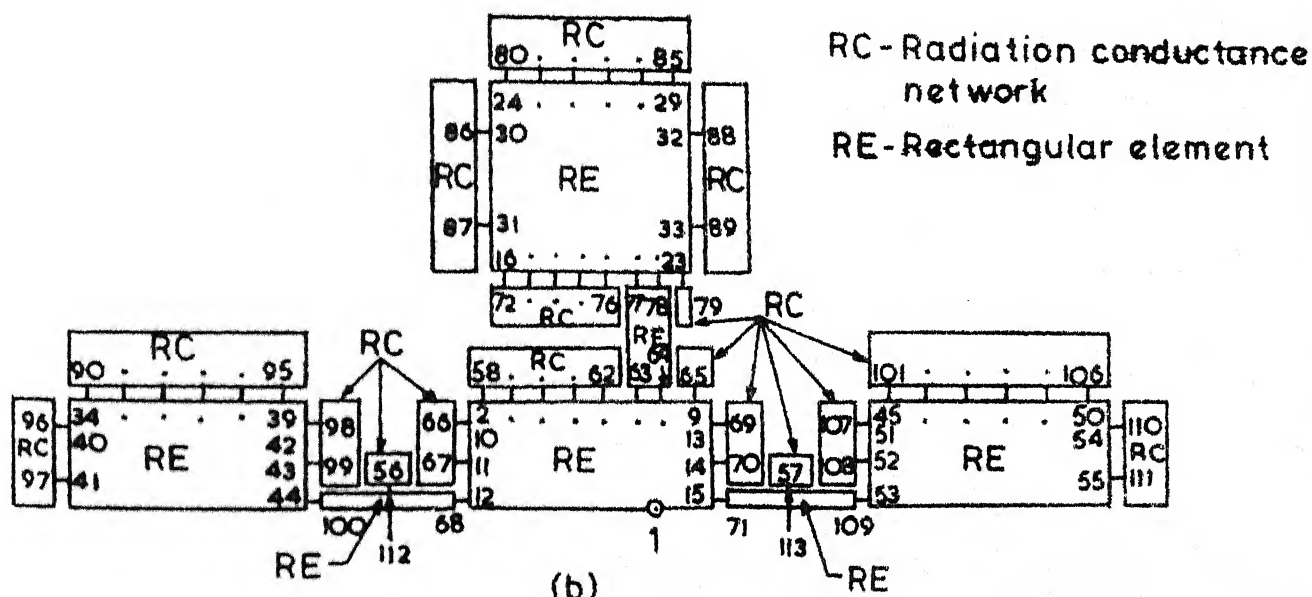 RC
80 . . . . 85
RC-Radiation conductance
network
24 . . . . 29
86 30 32 88
RE-Rectangular element
RC RE RC
87 31 33 89
16 . . . . . . 23
72 . . . 76 77 78 79
RC RE RC
RC RC RC
90 . . . . 95 58 . . . 62 63 64 65 101 . . . . 106
96 34 . . . . 39 98 66 2 . . . . . . 9 69 107 45 . . . . 50 110
RC 40 42 10 13 51 54 RC
RE 43 99 56 67 11 RE 14 70 57 108 52 RE
97 41 55 111
44 12 15 53
100 68 1 71 109
RE 112 113 RE
(b)